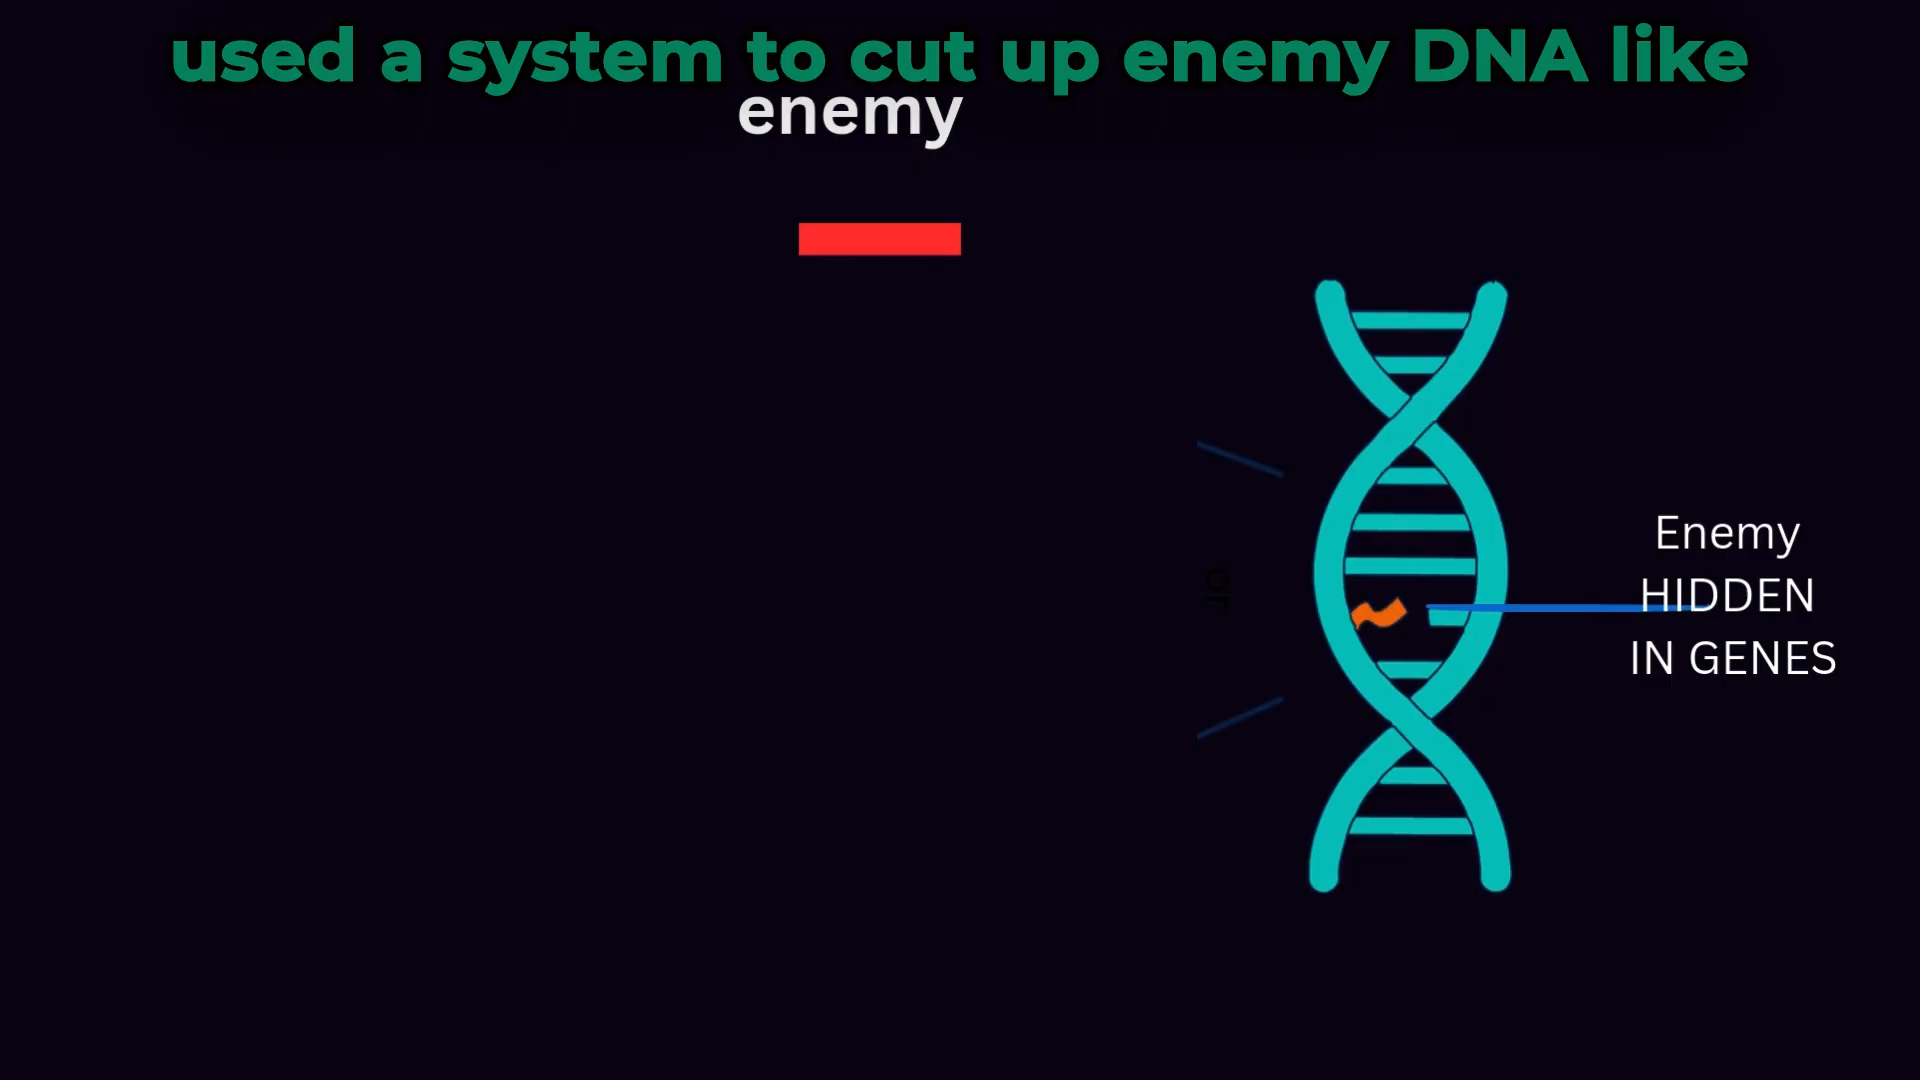 used a system to cut up enemy DNA like
enemy
Enemy
HIDDEN
IN GENES